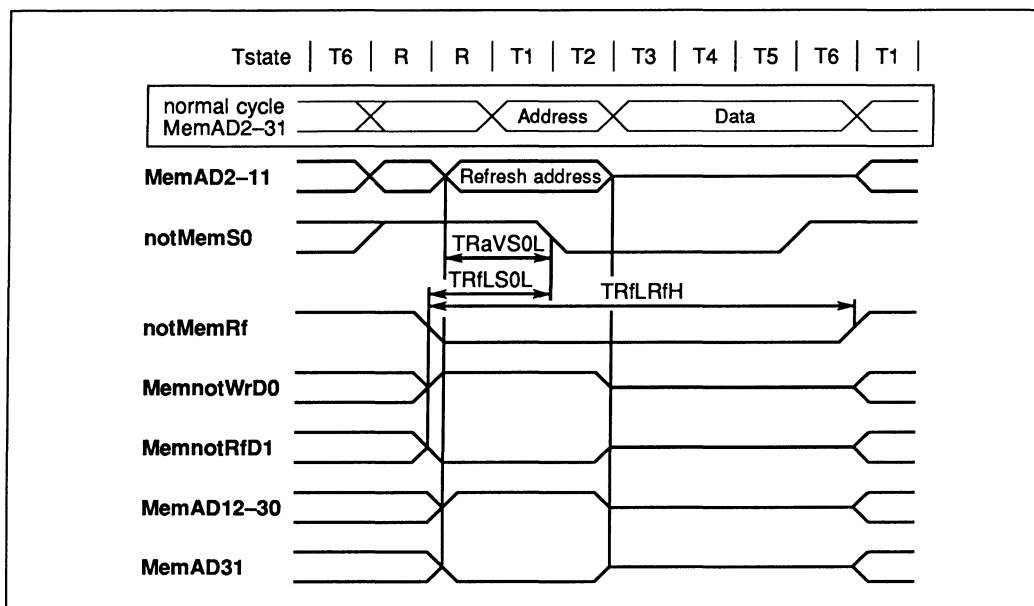 Tstate | T6 | R | R | T1 | T2 | T3 | T4 | T5 | T6 | T1 |
normal cycle
MemAD2–31
Address
Data
MemAD2–11
Refresh address
notMemS0
TRaVS0L
TRfLS0L
TRfLRfH
notMemRf
MemnotWrD0
MemnotRfD1
MemAD12–30
MemAD31